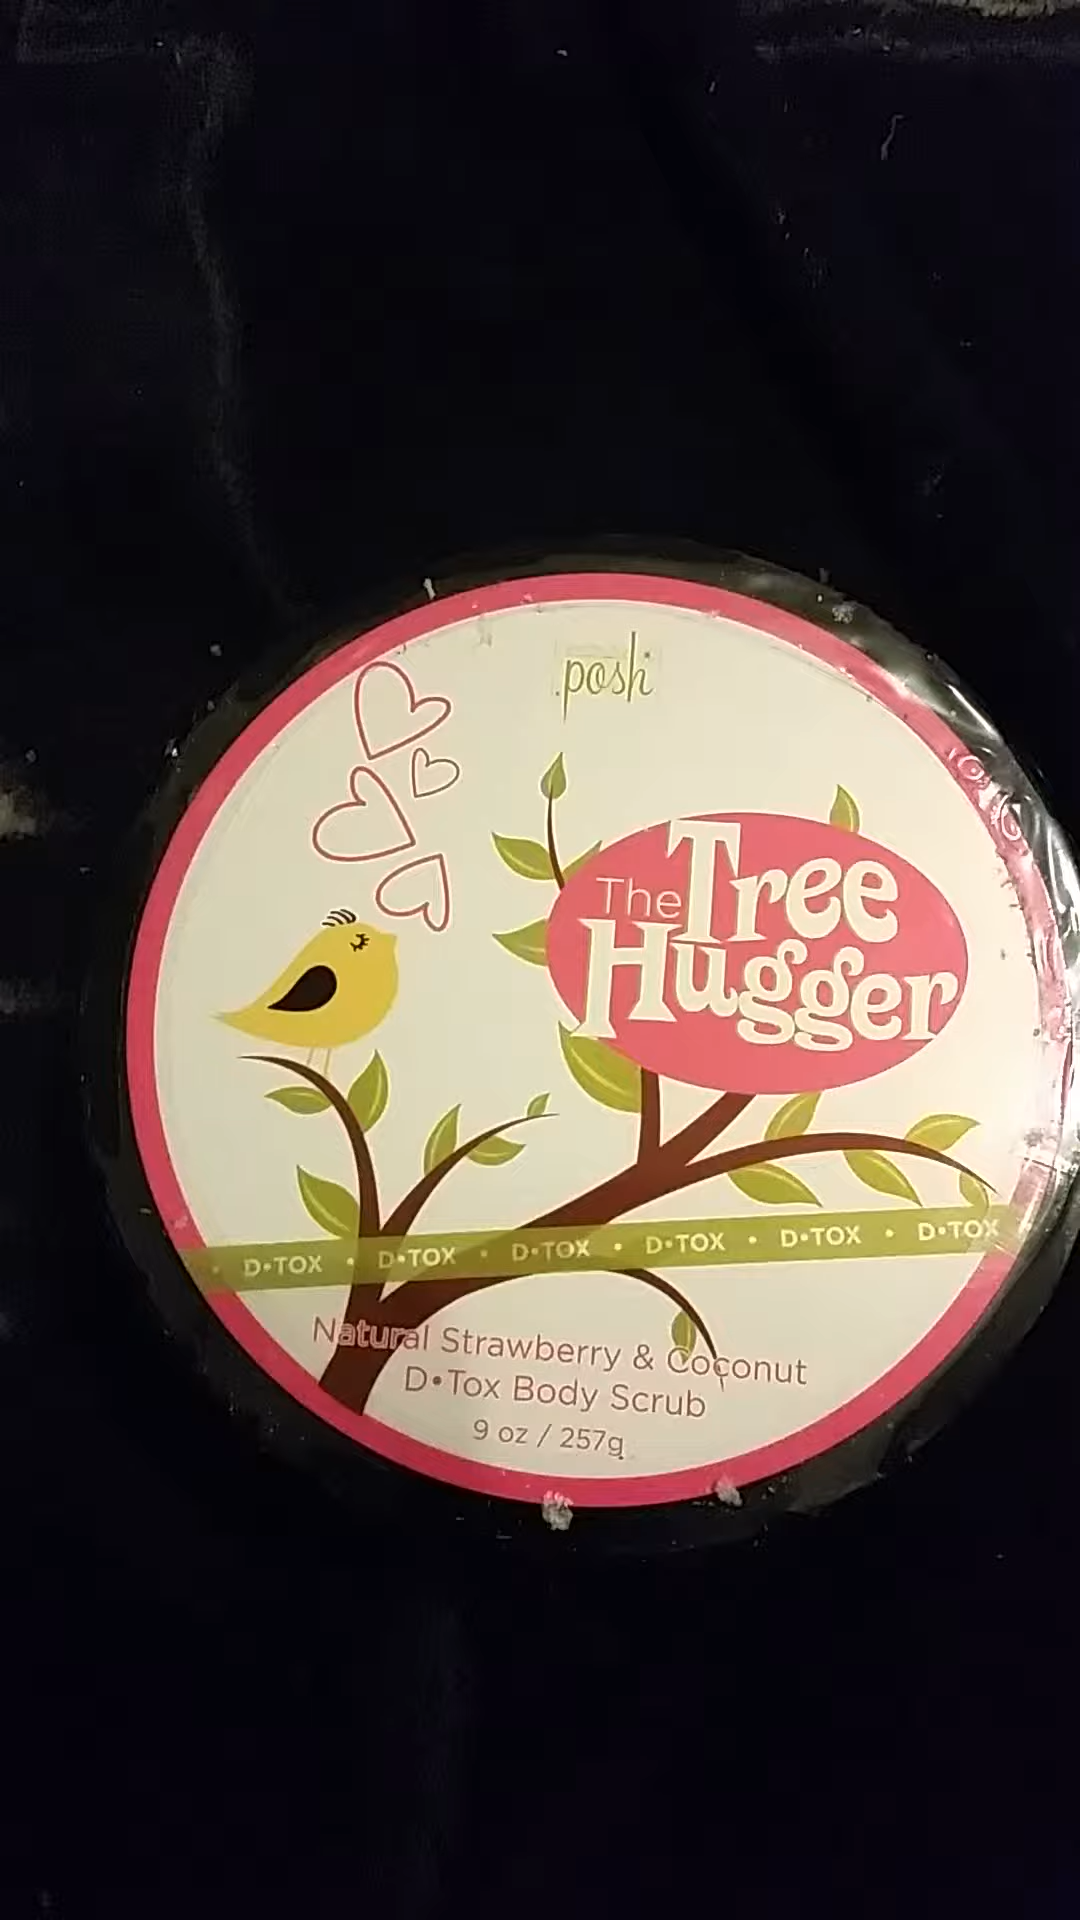 posh
The Tree
Hugger
D•TOX • D•TOX • D•TOX • D•TOX • D•TOX • D•TOX
Natural Strawberry & Coconut
D•Tox Body Scrub
9 oz / 257g